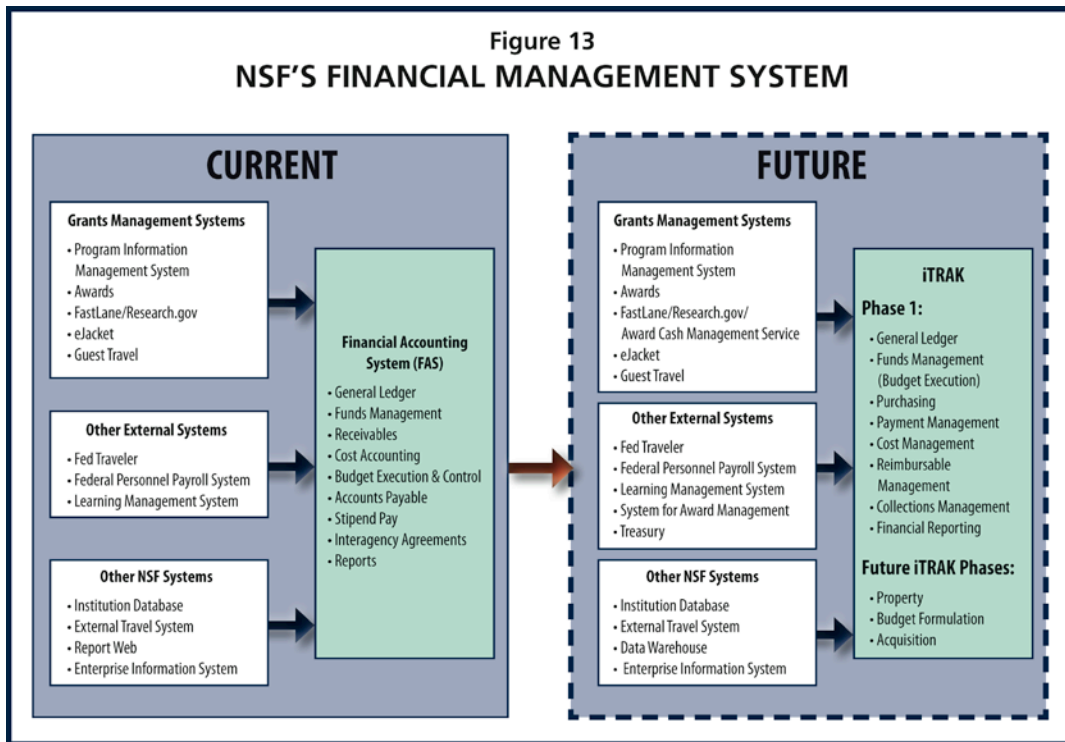 Figure 13
NSF'S FINANCIAL MANAGEMENT SYSTEM
CURRENT
Grants Management Systems
• Program Information
Management System
• Awards
• FastLane/Research.gov
• eJacket
• Guest Travel
Other External Systems
• Fed Traveler
• Federal Personnel Payroll System
• Learning Management System
Other NSF Systems
• Institution Database
• External Travel System
• Report Web
• Enterprise Information System
Financial Accounting
System (FAS)
• General Ledger
• Funds Management
• Receivables
• Cost Accounting
• Budget Execution & Control
• Accounts Payable
• Stipend Pay
• Interagency Agreements
• Reports
FUTURE
Grants Management Systems
• Program Information
Management System
• Awards
• FastLane/Research.gov/
Award Cash Management Service
• eJacket
• Guest Travel
Other External Systems
• Fed Traveler
• Federal Personnel Payroll System
• Learning Management System
• System for Award Management
• Treasury
Other NSF Systems
• Institution Database
• External Travel System
• Data Warehouse
• Enterprise Information System
iTRAK
Phase 1:
• General Ledger
• Funds Management
(Budget Execution)
• Purchasing
• Payment Management
• Cost Management
• Reimbursable
Management
• Collections Management
• Financial Reporting
Future iTRAK Phases:
• Property
• Budget Formulation
• Acquisition